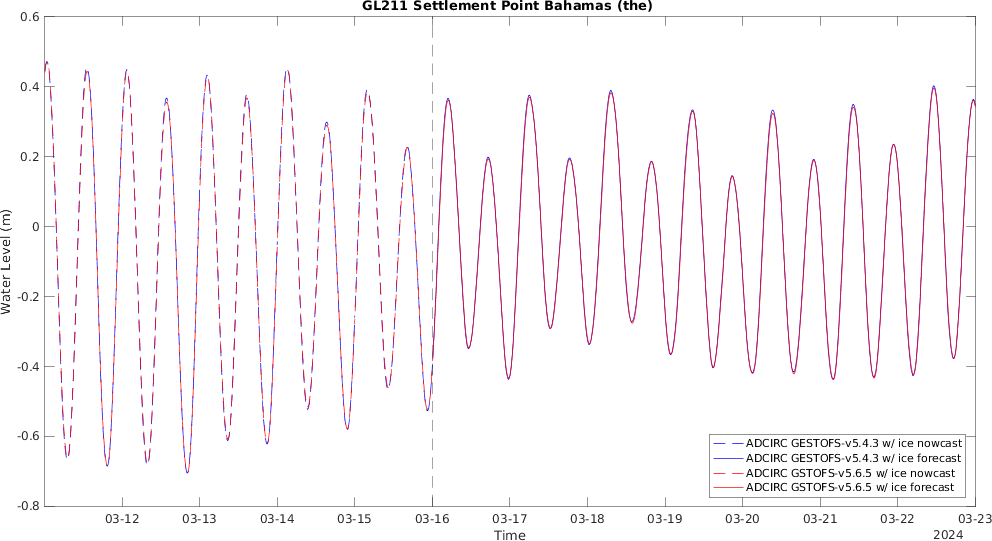 GL211 Settlement Point Bahamas (the)
0.6
0.4
0.2
0
-0.2
-0.4
-0.6
-0.8
Water Level (m)
ADCIRC GESTOFS-v5.4.3 w/ ice nowcast
ADCIRC GESTOFS-v5.4.3 w/ ice forecast
ADCIRC GSTOFS-v5.6.5 w/ ice nowcast
ADCIRC GSTOFS-v5.6.5 w/ ice forecast
03-12 03-13 03-14 03-15 03-16 03-17 03-18 03-19 03-20 03-21 03-22 03-23
Time
2024